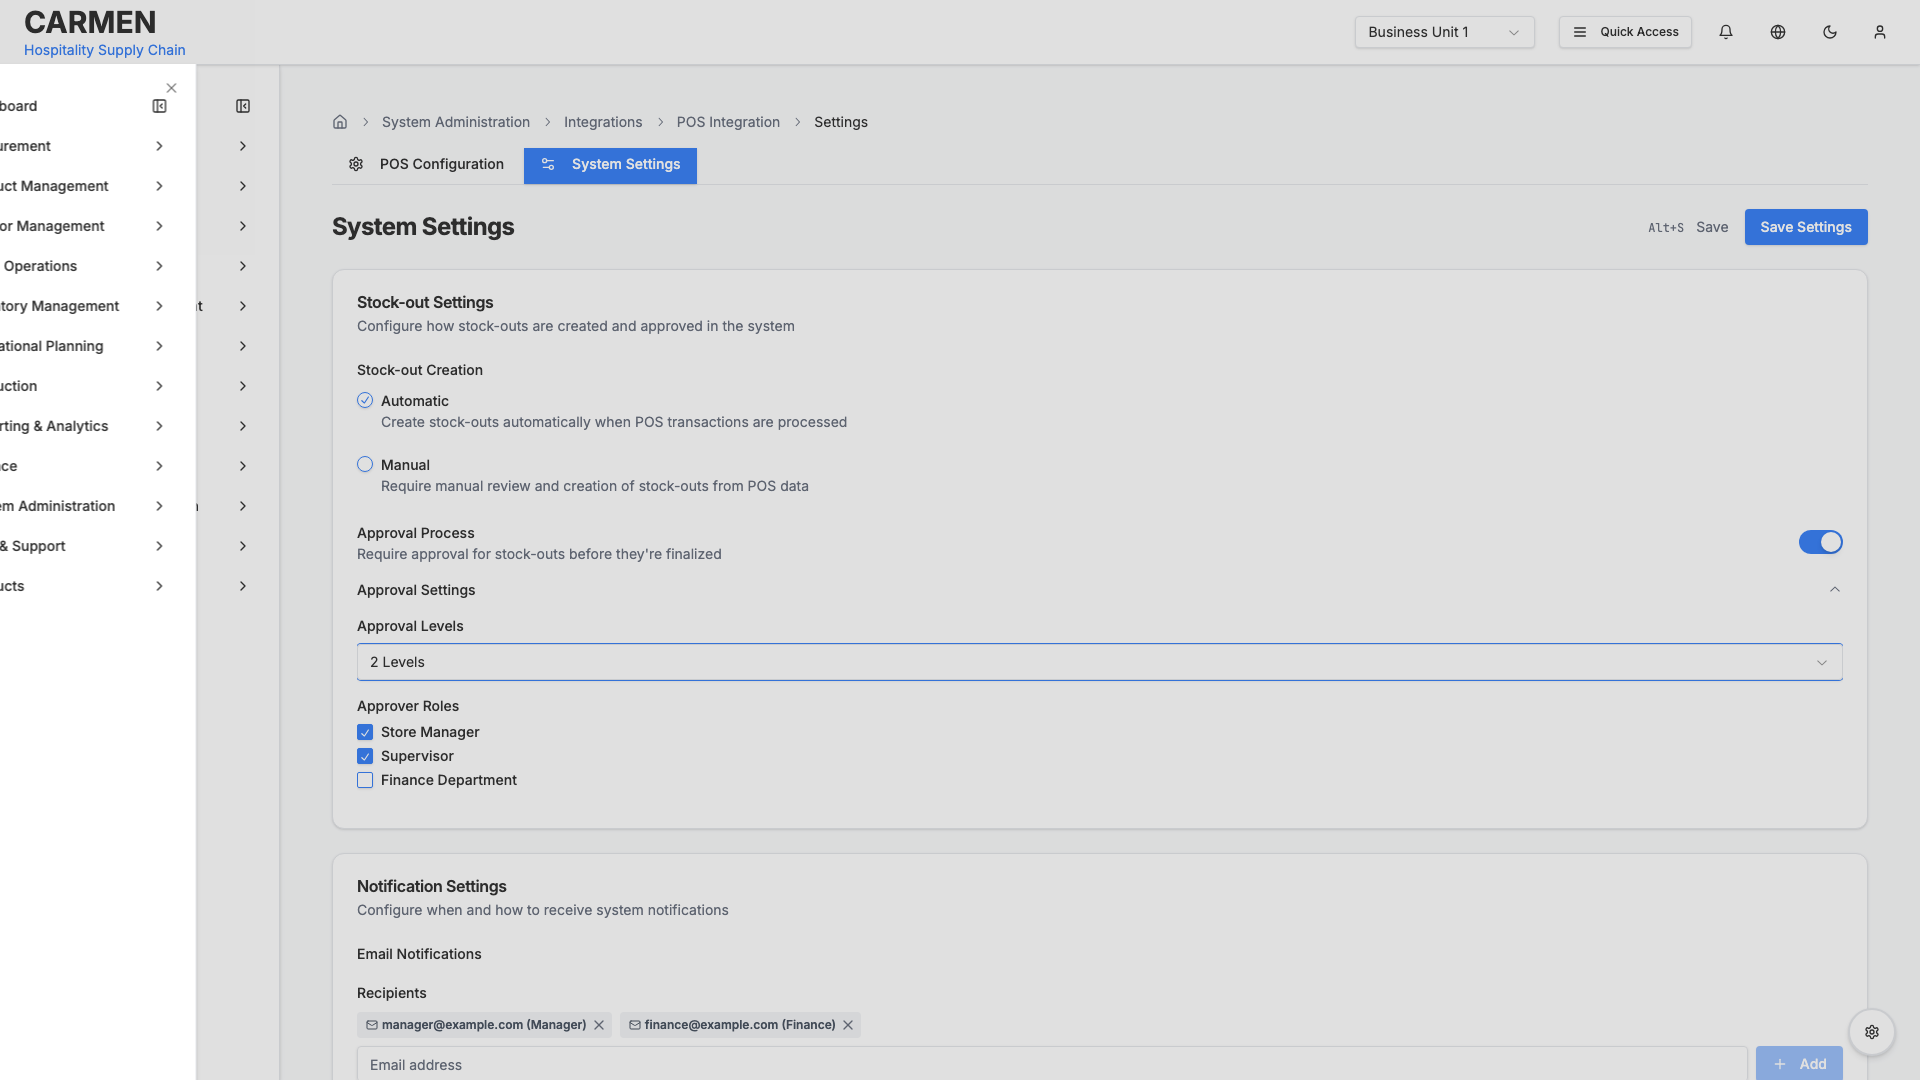 CARMEN
Hospitality Supply Chain
Business Unit 1
Quick Access
board
urement
uct Management
or Management
Operations
tory Management
ational Planning
uction
rting & Analytics
ce
em Administration
& Support
ucts
System Administration
Integrations
POS Integration
Settings
POS Configuration
System Settings
System Settings
Alt+S Save
Save Settings
Stock-out Settings
Configure how stock-outs are created and approved in the system
Stock-out Creation
Automatic
Create stock-outs automatically when POS transactions are processed
Manual
Require manual review and creation of stock-outs from POS data
Approval Process
Require approval for stock-outs before they're finalized
Approval Settings
Approval Levels
2 Levels
Approver Roles
Store Manager
Supervisor
Finance Department
Notification Settings
Configure when and how to receive system notifications
Email Notifications
Recipients
manager@example.com (Manager)
finance@example.com (Finance)
Email address
Add